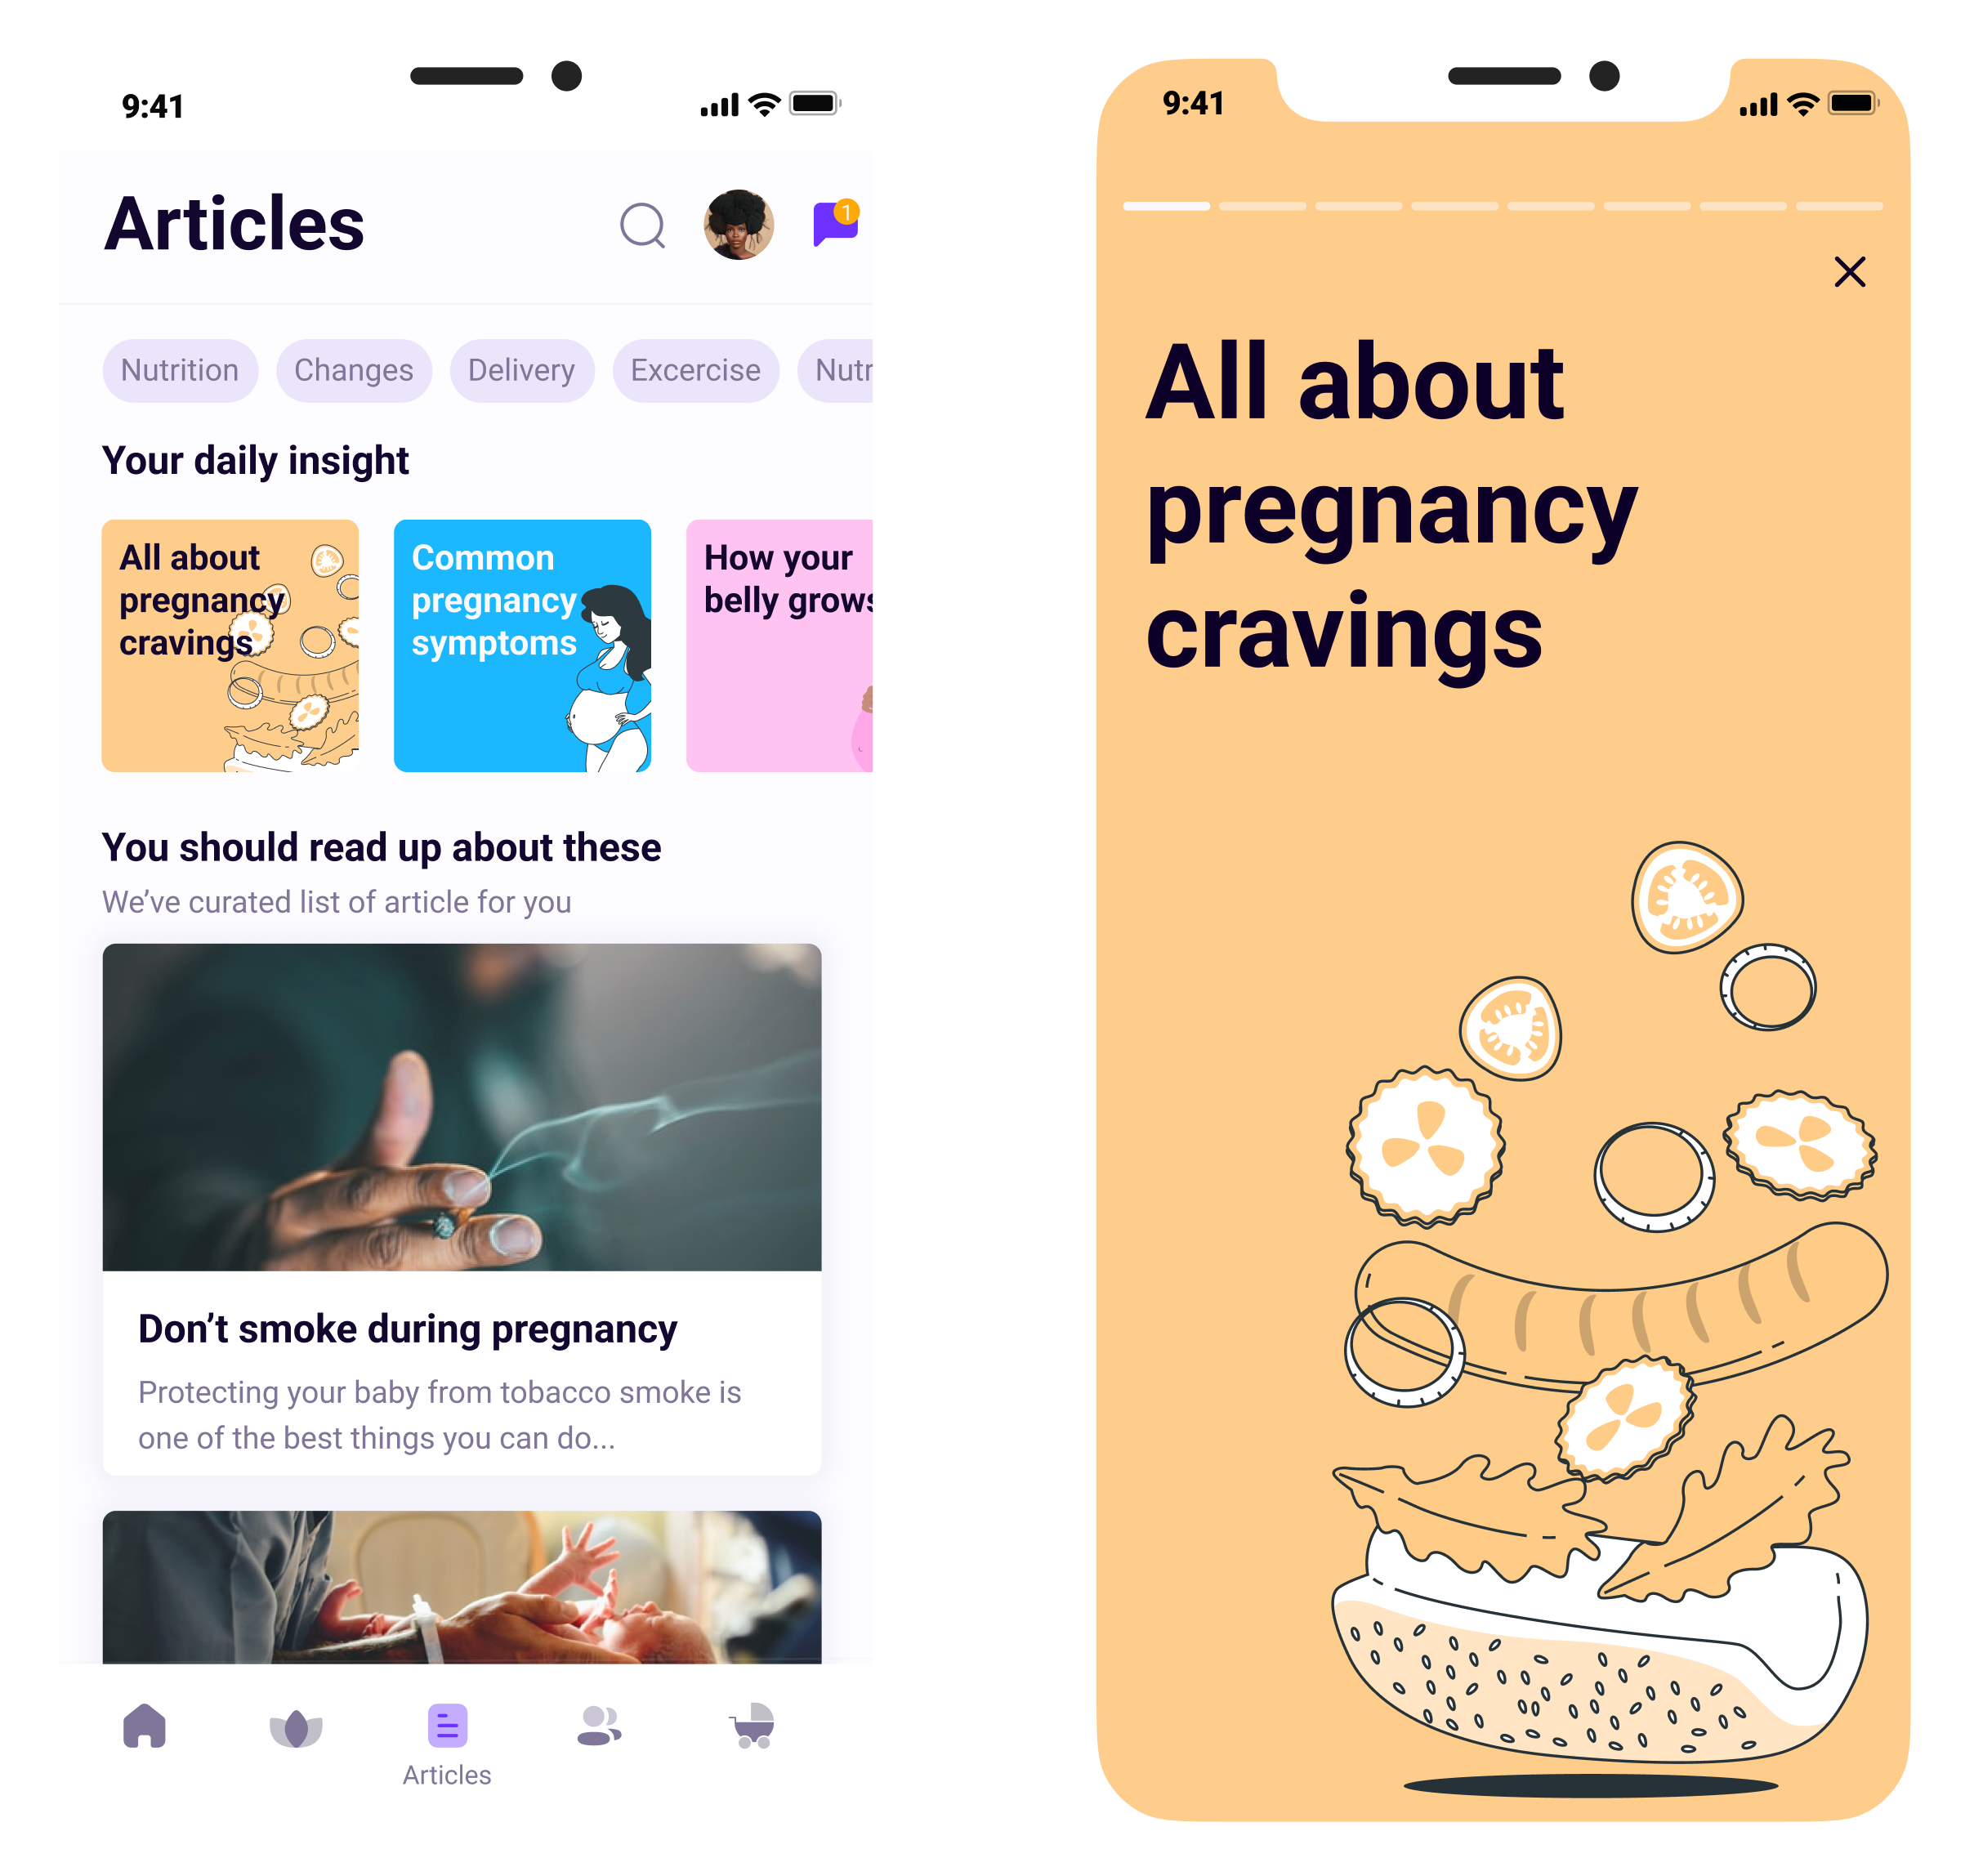 9:41
Articles
1
Nutrition
Changes
Delivery
Excercise
Nutr
Your daily insight
All about
pregnancy
cravings
Common
pregnancy
symptoms
How your
belly grows
You should read up about these
We’ve curated list of article for you
Don’t smoke during pregnancy
Protecting your baby from tobacco smoke is
one of the best things you can do...
Articles
9:41
All about
pregnancy
cravings